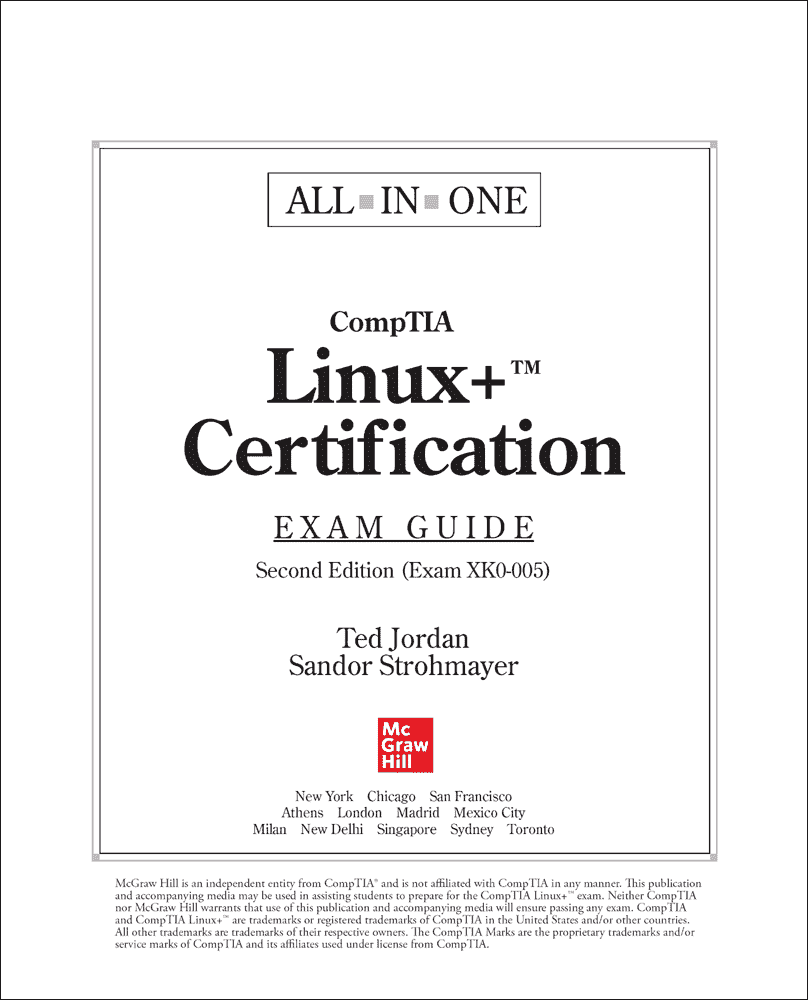 ALL IN ONE
CompTIA
Linux+™
Certification
EXAM GUIDE
Second Edition (Exam XK0-005)
Ted Jordan
Sandor Strohmayer
Mc
Graw
Hill
New York Chicago San Francisco
Athens London Madrid Mexico City
Milan New Delhi Singapore Sydney Toronto
McGraw Hill is an independent entity from CompTIA® and is not affiliated with CompTIA in any manner. This publication
and accompanying media may be used in assisting students to prepare for the CompTIA Linux+™ exam. Neither CompTIA
nor McGraw Hill warrants that use of this publication and accompanying media will ensure passing any exam. CompTIA
and CompTIA Linux+™ are trademarks or registered trademarks of CompTIA in the United States and/or other countries.
All other trademarks are trademarks of their respective owners. The CompTIA Marks are the proprietary trademarks and/or
service marks of CompTIA and its affiliates used under license from CompTIA.